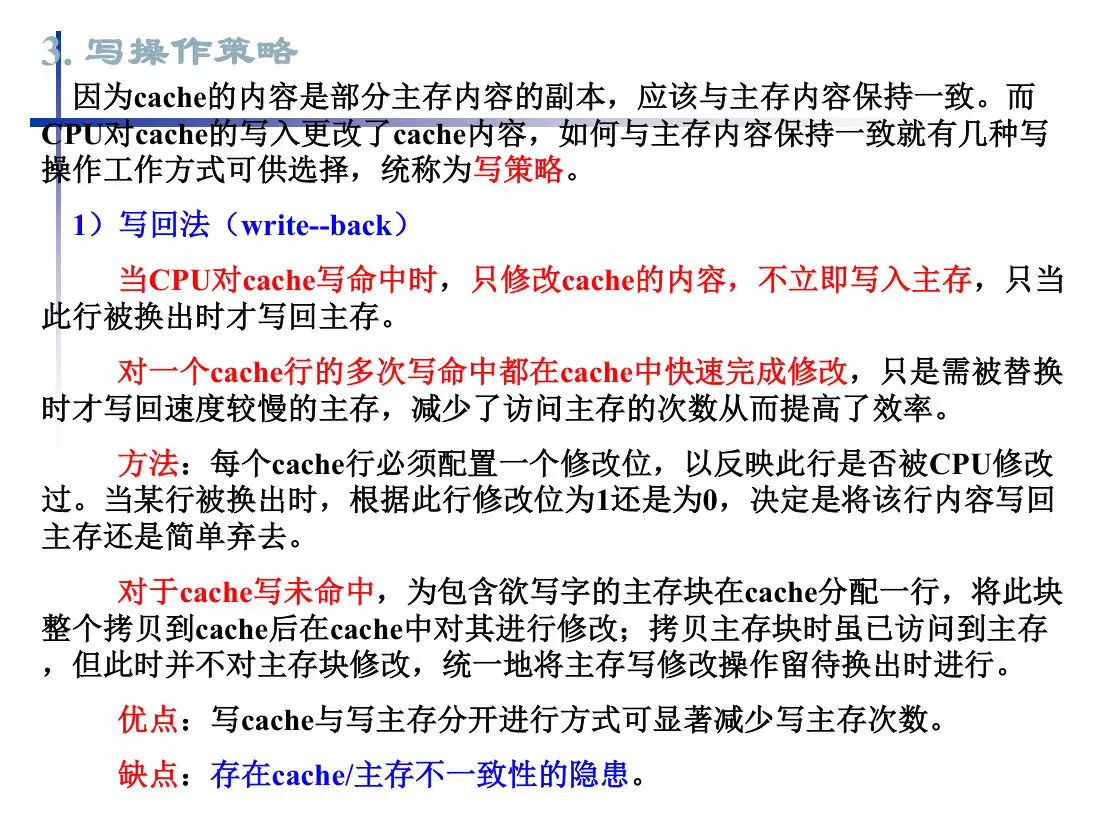 3. 写操作策略
因为cache的内容是部分主存内容的副本，应该与主存内容保持一致。而
CPU对cache的写入更改了cache内容，如何与主存内容保持一致就有几种写
操作工作方式可供选择，统称为写策略。
1）写回法（write--back）
当CPU对cache写命中时，只修改cache的内容，不立即写入主存，只当
此行被换出时才写回主存。
对一个cache行的多次写命中都在cache中快速完成修改，只是需被替换
时才写回速度较慢的主存，减少了访问主存的次数从而提高了效率。
方法：每个cache行必须配置一个修改位，以反映此行是否被CPU修改
过。当某行被换出时，根据此行修改位为1还是为0，决定是将该行内容写回
主存还是简单弃去。
对于cache写未命中，为包含欲写字的主存块在cache分配一行，将此块
整个拷贝到cache后在cache中对其进行修改；拷贝主存块时虽已访问到主存
，但此时并不对主存块修改，统一地将主存写修改操作留待换出时进行。
优点：写cache与写主存分开进行方式可显著减少写主存次数。
缺点：存在cache/主存不一致性的隐患。